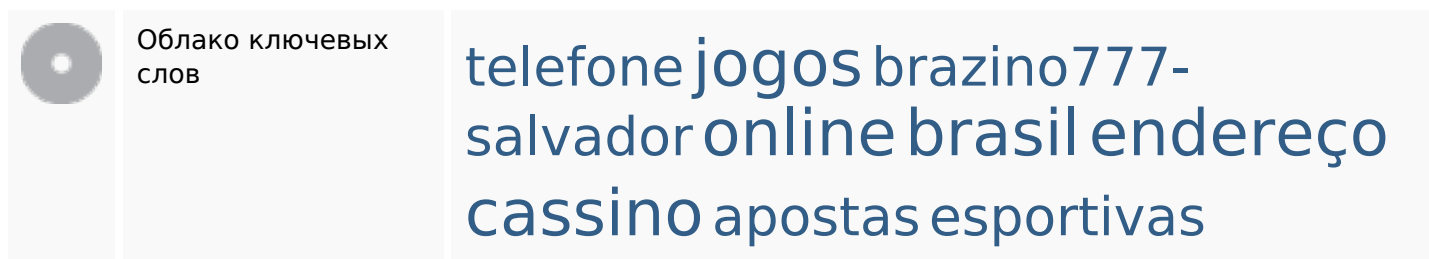 Облако ключевых
слов
telefone jogos brazino777-
salvador online brasil endereço
cassino apostas esportivas